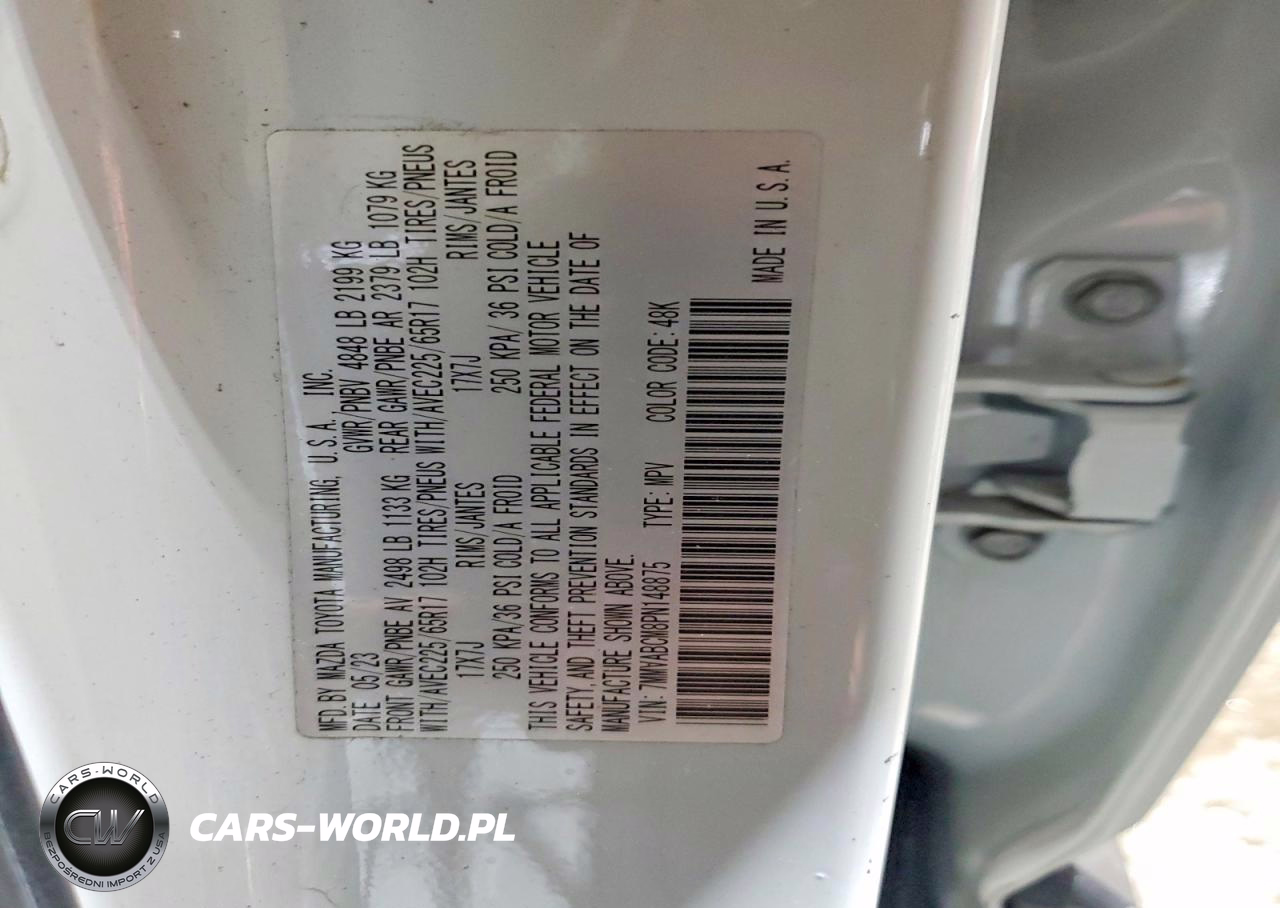 MFD. BY MAZDA TOYOTA MANUFACTURING, U.S.A. INC.
DATE 05/23 GVWR/PNBV 4848 LB 2199 KG
FRONT GAWR/PNBE AV 2498 LB 1133 KG REAR GAWR/PNBE AR 2379 LB 1079 KG
WITH/AVEC225/65R17 102H TIRES/PNEUS WITH/AVEC225/65R17 102H TIRES/PNEUS
17X7J RIMS/JANTES 17X7J RIMS/JANTES
250 KPA/36 PSI COLD/A FROID 250 KPA/ 36 PSI COLD/A FROID
THIS VEHICLE CONFORMS TO ALL APPLICABLE FEDERAL MOTOR VEHICLE
SAFETY, AND THEFT PREVENTION STANDARDS IN EFFECT ON THE DATE OF
MANUFACTURE SHOWN ABOVE.
VIN: 7MMVABCM8PN148875 TYPE: MPV COLOR CODE: 48K
MADE IN U.S.A.
CARS-WORLD
CW
BEZPOŚREDNI IMPORT Z USA
CARS-WORLD.PL